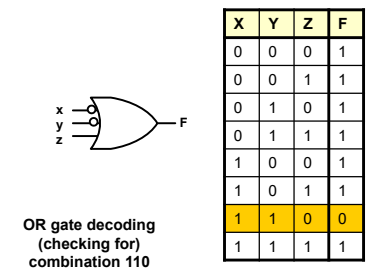 x
y
z
F
OR gate decoding
(checking for)
combination 110
X Y Z F
0 0 0 1
0 0 1 1
0 1 0 1
0 1 1 1
1 0 0 1
1 0 1 1
1 1 0 0
1 1 1 1